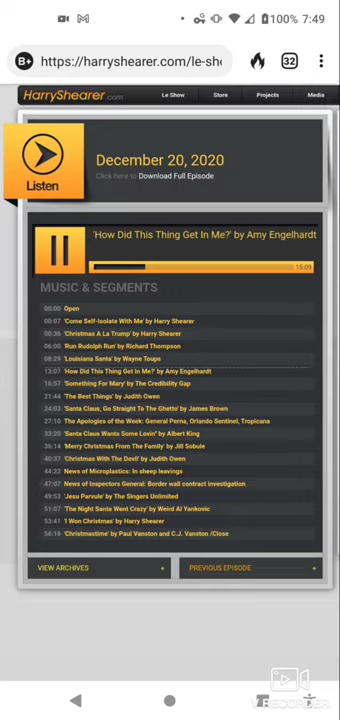 100% 7:49
B+ https://harryshearer.com/le-sho 32
HarryShearer.com Le Show Store Projects Media
Listen
December 20, 2020
Click here to Download Full Episode
'How Did This Thing Get In Me?' by Amy Engelhardt
15:09
MUSIC & SEGMENTS
00:00 Open
00:07 'Come Self-Isolate With Me' by Harry Shearer
00:36 'Christmas A La Trump' by Harry Shearer
06:00 'Run Rudolph Run' by Richard Thompson
08:29 'Louisiana Santa' by Wayne Toups
13:07 'How Did This Thing Get In Me?' by Amy Engelhardt
16:57 'Something For Mary' by The Credibility Gap
21:44 'The Best Things' by Judith Owen
24:03 'Santa Claus, Go Straight To The Ghetto' by James Brown
27:10 The Apologies of the Week: General Perna, Orlando Sentinel, Tropicana
33:20 'Santa Claus Wants Some Lovin'' by Albert King
36:14 'Merry Christmas From The Family' by Jill Sobule
40:37 'Christmas With The Devil' by Judith Owen
44:22 News of Microplastics: In sheep leavings
47:07 News of Inspectors General: Border wall contract investigation
49:53 'Jesu Parvule' by The Singers Unlimited
51:07 'The Night Santa Went Crazy' by Weird Al Yankovic
53:41 'I Won Christmas' by Harry Shearer
56:16 'Christmastime' by Paul Vanston and C.J. Vanston /Close
VIEW ARCHIVES
PREVIOUS EPISODE
V RECORDER